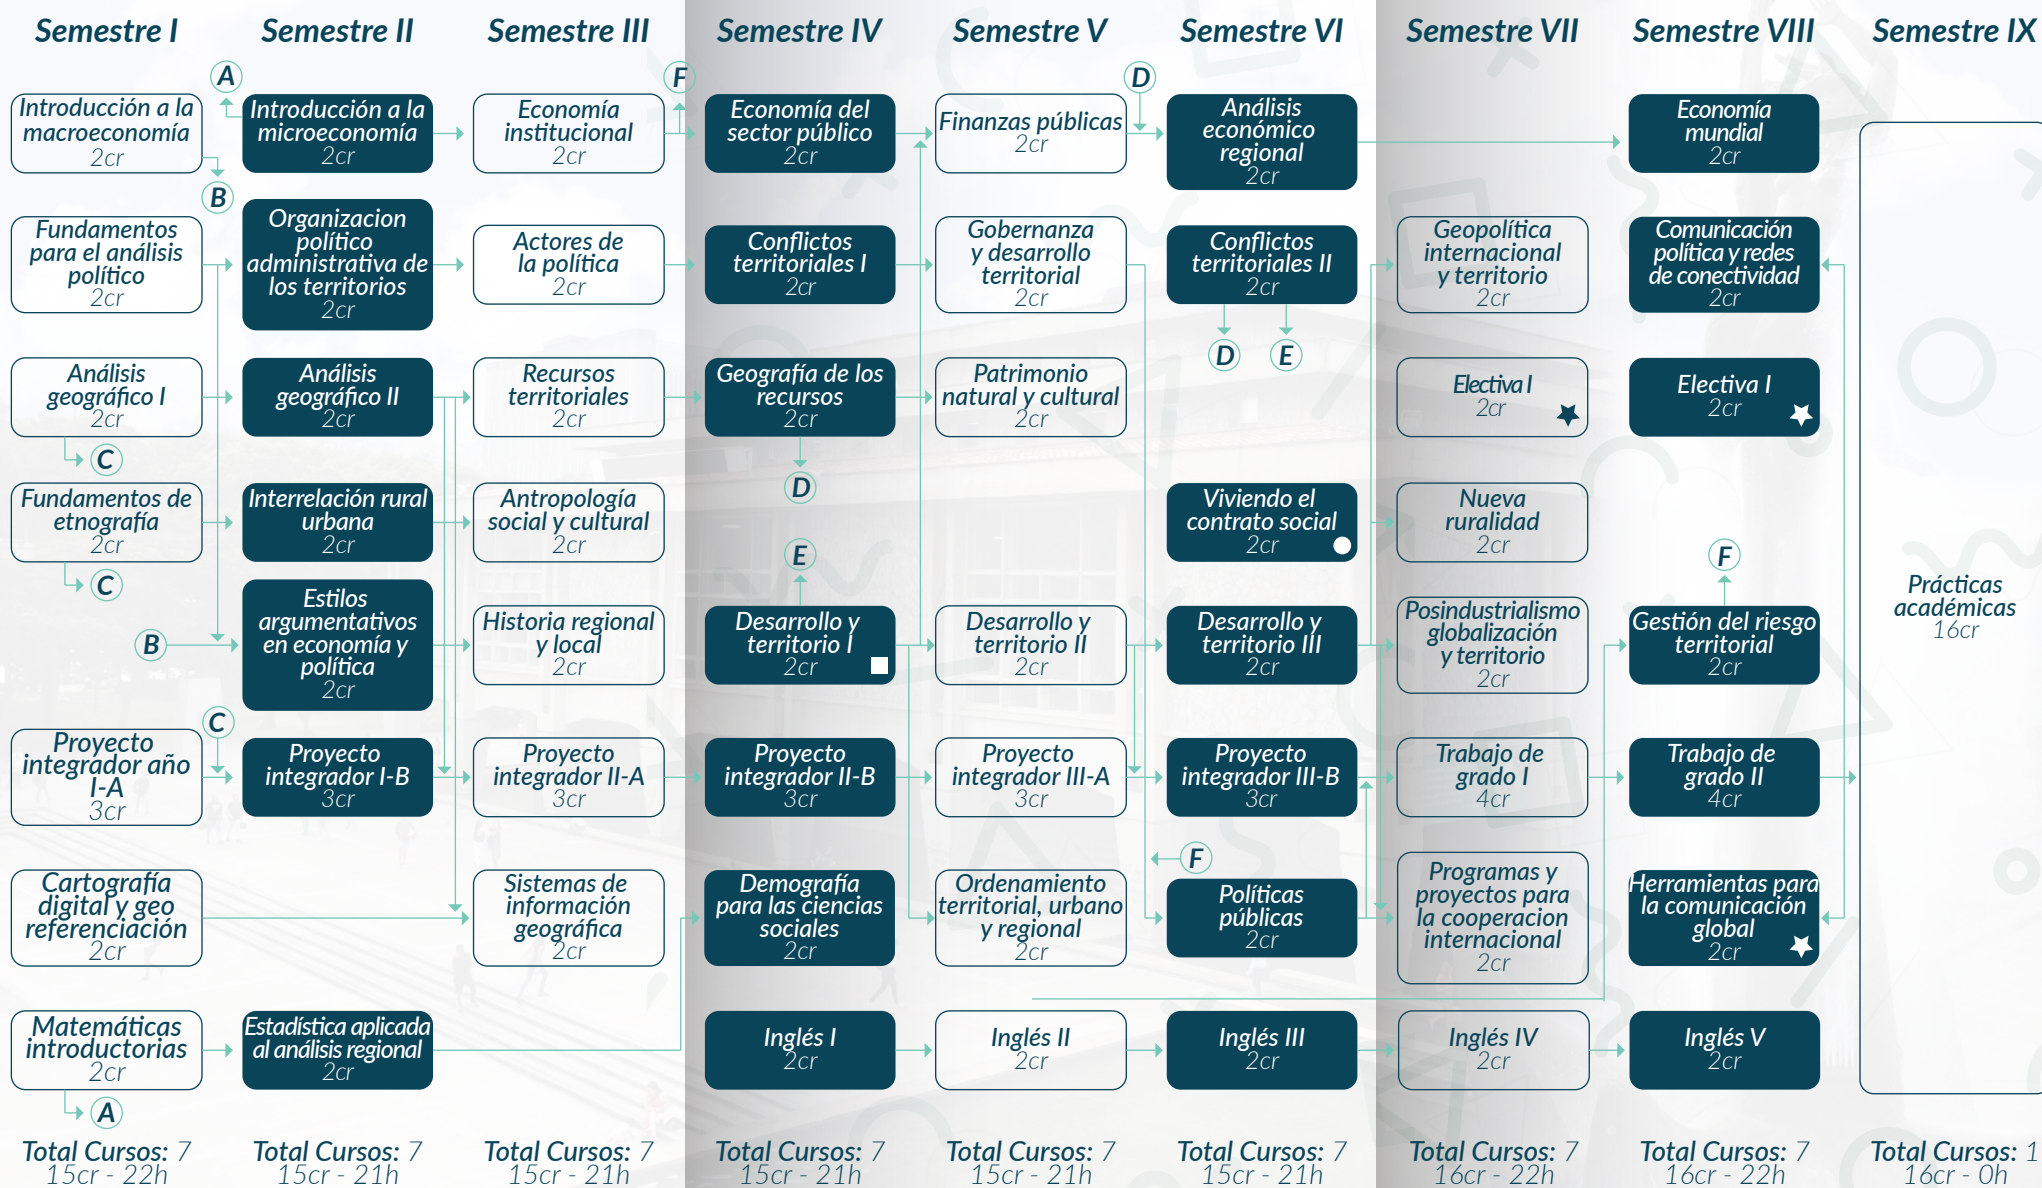 Semestre I
Semestre II
Semestre III
Semestre IV
Semestre V
Semestre VI
Semestre VII
Semestre VIII
Semestre IX
Introducción a la
macroeconomía
2cr
B
Fundamentos
para el análisis
político
2cr
Análisis
geográfico I
2cr
C
Fundamentos de
etnografía
2cr
C
B
Proyecto
integrador año
I-A
3cr
Cartografía
digital y geo
referenciación
2cr
Matemáticas
introductorias
2cr
A
Total Cursos: 7
15cr - 22h
A
Introducción a la
microeconomía
2cr
Organizacion
político
administrativa de
los territorios
2cr
Análisis
geográfico II
2cr
Interrelación rural
urbana
2cr
Estilos
argumentativos
en economía y
política
2cr
C
Proyecto
integrador I-B
3cr
Estadística aplicada
al análisis regional
2cr
Total Cursos: 7
15cr - 21h
Economía
institucional
2cr
Actores de
la política
2cr
Recursos
territoriales
2cr
Antropología
social y cultural
2cr
Historia regional
y local
2cr
Proyecto
integrador II-A
3cr
Sistemas de
información
geográfica
2cr
Total Cursos: 7
15cr - 21h
F
Economía del
sector público
2cr
Conflictos
territoriales I
2cr
Geografía de los
recursos
2cr
D
E
Desarrollo y
territorio I
2cr
Proyecto
integrador II-B
3cr
Demografía
para las ciencias
sociales
2cr
Inglés I
2cr
Total Cursos: 7
15cr - 21h
Finanzas públicas
2cr
Gobernanza
y desarrollo
territorial
2cr
Patrimonio
natural y cultural
2cr
Desarrollo y
territorio II
2cr
Proyecto
integrador III-A
3cr
Ordenamiento
territorial, urbano
y regional
2cr
Inglés II
2cr
Total Cursos: 7
15cr - 21h
D
Análisis
económico
regional
2cr
Conflictos
territoriales II
2cr
D
E
Viviendo el
contrato social
2cr
Desarrollo y
territorio III
2cr
Proyecto
integrador III-B
3cr
F
Políticas
públicas
2cr
Inglés III
2cr
Total Cursos: 7
15cr - 21h
Geopolítica
internacional
y territorio
2cr
Electiva I
2cr
Nueva
ruralidad
2cr
Posindustrialismo
globalización
y territorio
2cr
Trabajo de
grado I
4cr
Programas y
proyectos para
la cooperacion
internacional
2cr
Inglés IV
2cr
Total Cursos: 7
16cr - 22h
Economía
mundial
2cr
Comunicación
política y redes
de conectividad
2cr
Electiva I
2cr
F
Gestión del riesgo
territorial
2cr
Trabajo de
grado II
4cr
Herramientas para
la comunicación
global
2cr
Inglés V
2cr
Total Cursos: 7
16cr - 22h
Prácticas
académicas
16cr
Total Cursos: 1
16cr - 0h